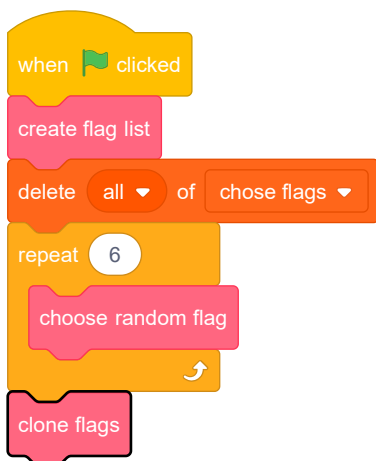 when clicked
create flag list
delete all of chose flags
repeat 6
choose random flag
clone flags